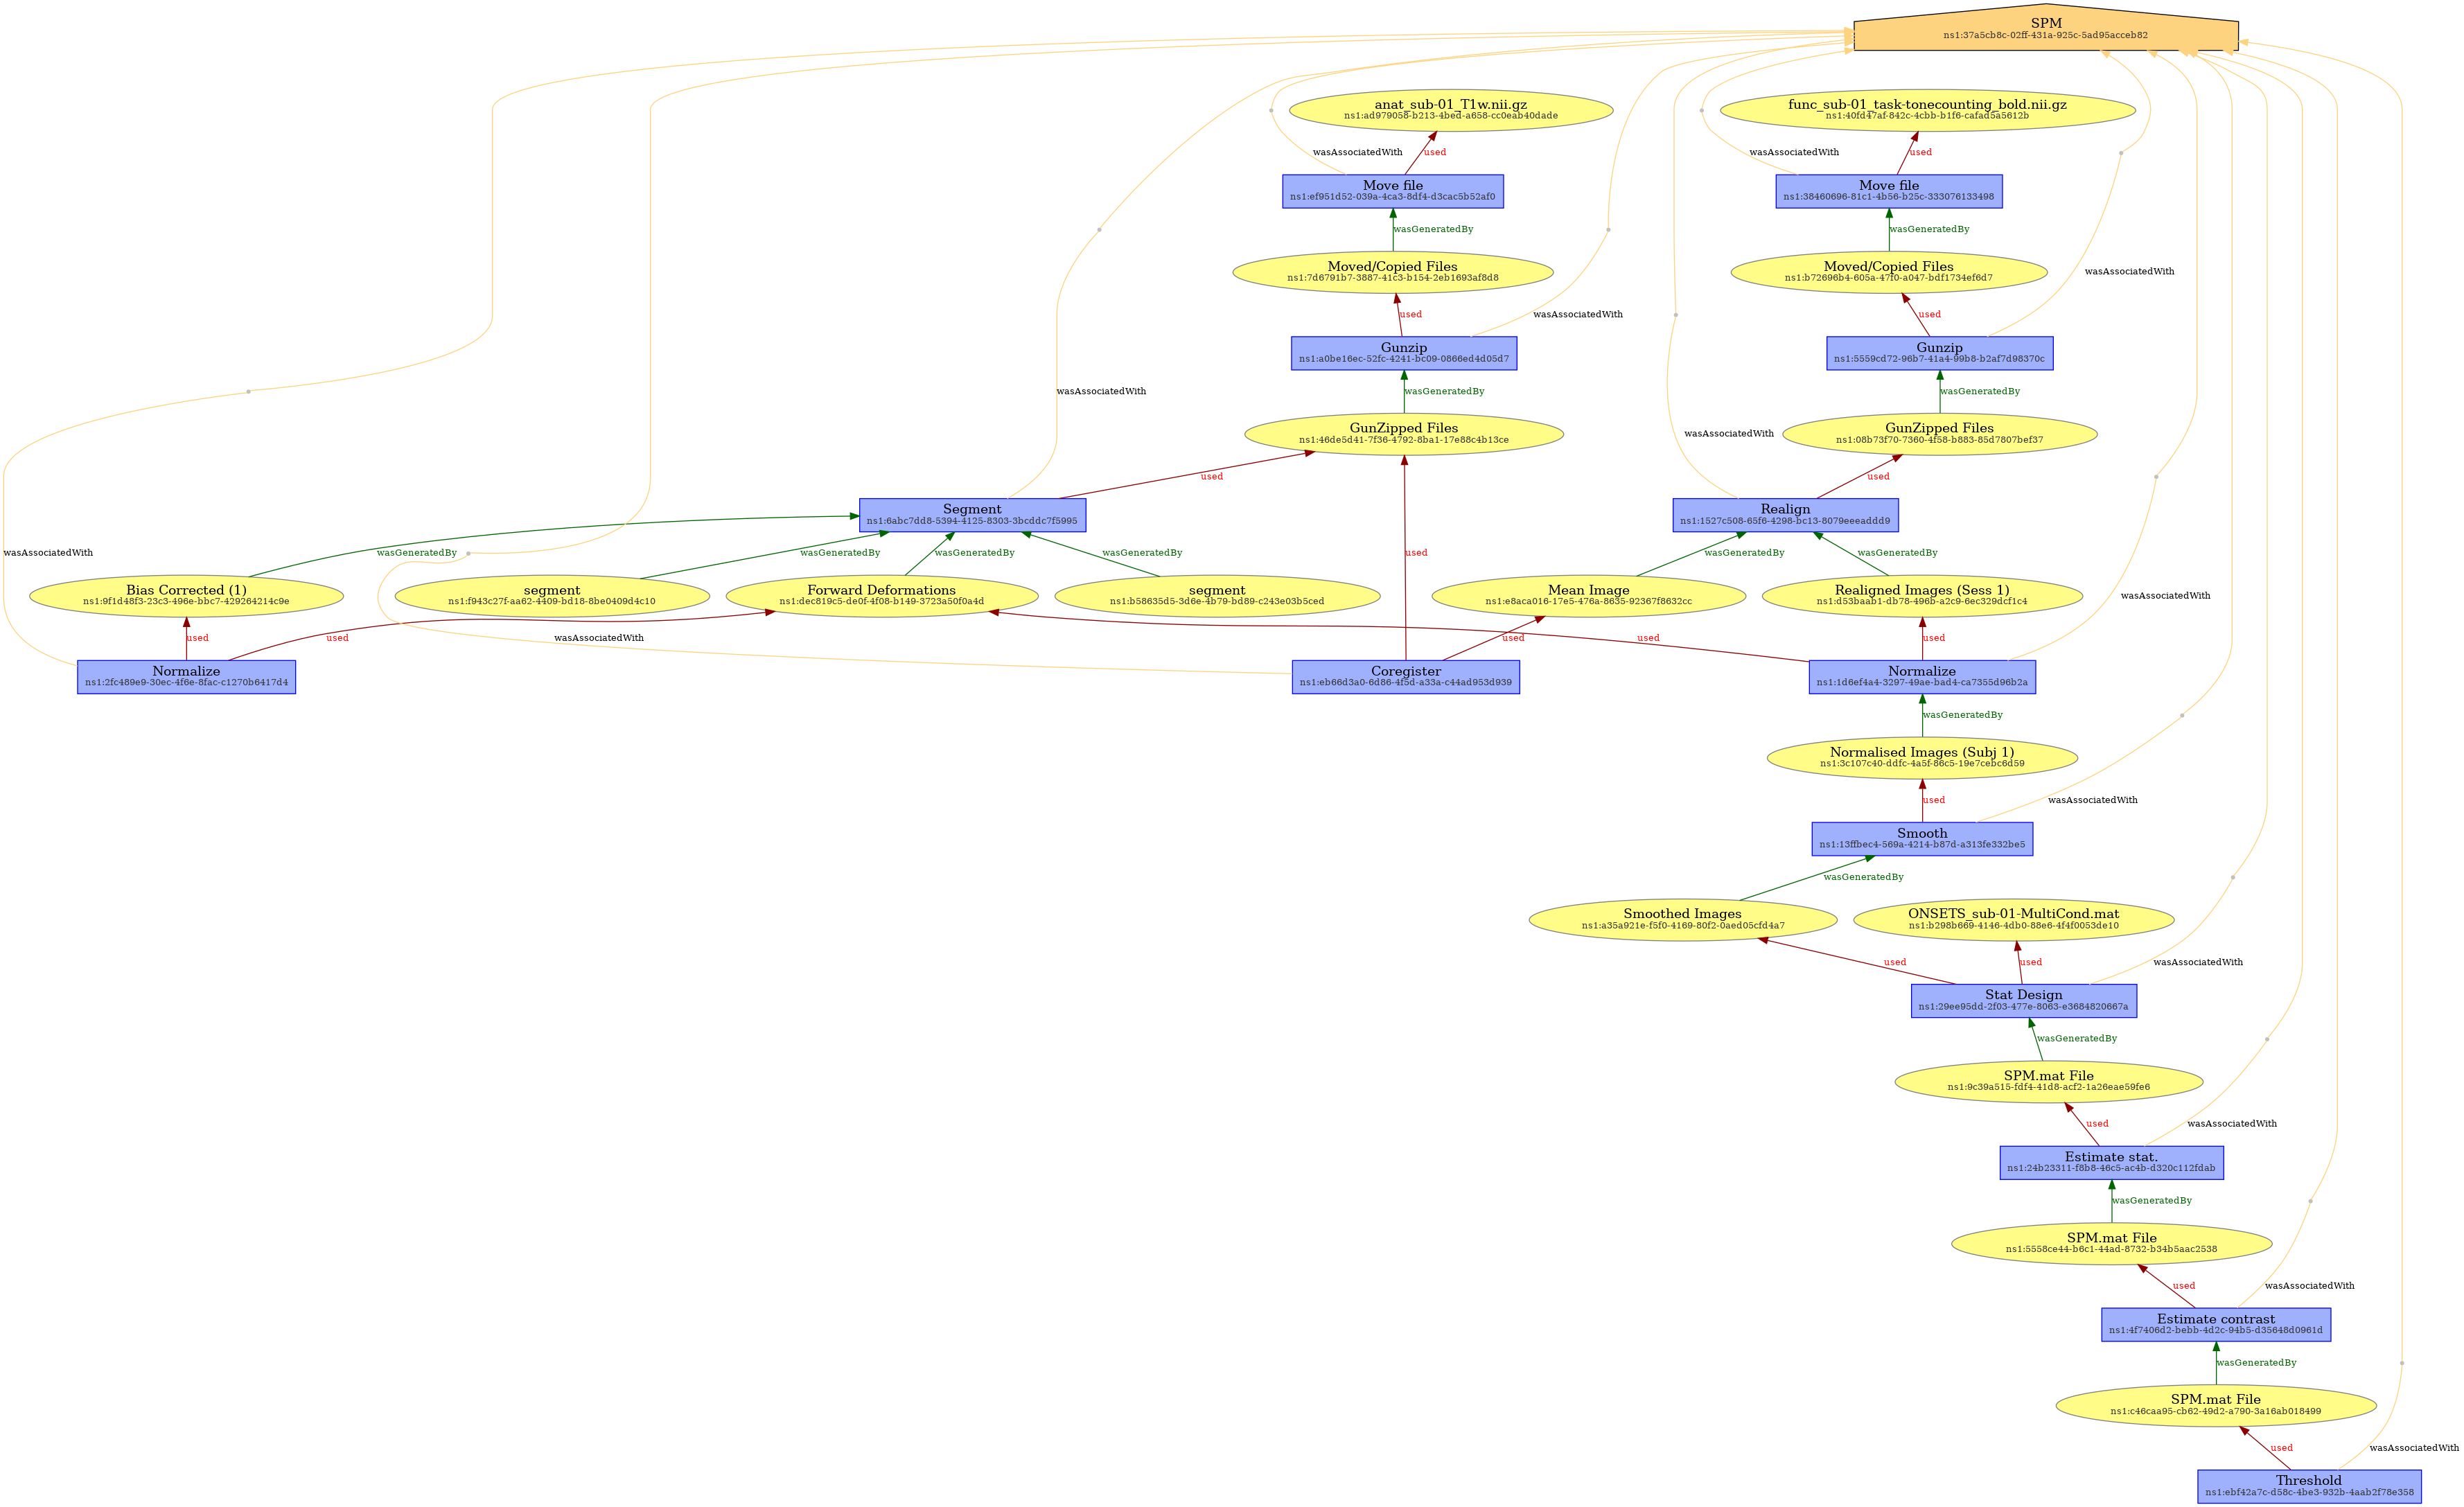 SPM
ns1:37a5cb8c-02ff-431a-925c-5ad95acceb82
anat_sub-01_T1w.nii.gz
ns1:ad979058-b213-4bed-a658-cc0eab40dade
func_sub-01_task-tonecounting_bold.nii.gz
ns1:40fd47af-842c-4cbb-b1f6-cafad5a5612b
wasAssociatedWith
used
wasAssociatedWith
used
Move file
ns1:ef951d52-039a-4ca3-8df4-d3cac5b52af0
Move file
ns1:38460696-81c1-4b56-b25c-333076133498
wasGeneratedBy
wasGeneratedBy
Moved/Copied Files
ns1:7d6791b7-3887-41c3-b154-2eb1693af8d8
Moved/Copied Files
ns1:b72696b4-605a-47f0-a047-bdf1734ef6d7
wasAssociatedWith
used
wasAssociatedWith
used
Gunzip
ns1:a0be16ec-52fc-4241-bc09-0866ed4d05d7
Gunzip
ns1:5559cd72-96b7-41a4-99b8-b2af7d98370c
wasAssociatedWith
wasGeneratedBy
wasGeneratedBy
GunZipped Files
ns1:46de5d41-7f36-4792-8ba1-17e88c4b13ce
GunZipped Files
ns1:08b73f70-7360-4f58-b883-85d7807bef37
wasAssociatedWith
used
used
Segment
ns1:6abc7dd8-5394-4125-8303-3bcddc7f5995
Realign
ns1:1527c508-65f6-4298-bc13-8079eeeaddd9
wasAssociatedWith
wasGeneratedBy
wasGeneratedBy
wasGeneratedBy
wasGeneratedBy
used
wasGeneratedBy
wasGeneratedBy
Bias Corrected (1)
ns1:9f1d48f3-23c3-496e-bbc7-429264214c9e
segment
ns1:f943c27f-aa62-4409-bd18-8be0409d4c10
Forward Deformations
ns1:dec819c5-de0f-4f08-b149-3723a50f0a4d
segment
ns1:b58635d5-3d6e-4b79-bd89-c243e03b5ced
Mean Image
ns1:e8aca016-17e5-476a-8635-92367f8632cc
Realigned Images (Sess 1)
ns1:d53baab1-db78-496b-a2c9-6ec329dcf1c4
wasAssociatedWith
used
used
wasAssociatedWith
used
used
used
Normalize
ns1:2fc489e9-30ec-4f6e-8fac-c1270b6417d4
Coregister
ns1:eb66d3a0-6d86-4f5d-a33a-c44ad953d939
Normalize
ns1:1d6ef4a4-3297-49ae-bad4-ca7355d96b2a
wasGeneratedBy
Normalised Images (Subj 1)
ns1:3c107c40-ddfc-4a5f-86c5-19e7cebc6d59
used
wasAssociatedWith
Smooth
ns1:13ffbec4-569a-4214-b87d-a313fe332be5
wasGeneratedBy
Smoothed Images
ns1:a35a921e-f5f0-4169-80f2-0aed05cfd4a7
ONSETS_sub-01-MultiCond.mat
ns1:b298b669-4146-4db0-88e6-4f4f0053de10
used
used
wasAssociatedWith
Stat Design
ns1:29ee95dd-2f03-477e-8063-e3684820667a
wasGeneratedBy
SPM.mat File
ns1:9c39a515-fdf4-41d8-acf2-1a26eae59fe6
used
wasAssociatedWith
Estimate stat.
ns1:24b23311-f8b8-46c5-ac4b-d320c112fdab
wasGeneratedBy
SPM.mat File
ns1:5558ce44-b6c1-44ad-8732-b34b5aac2538
used
wasAssociatedWith
Estimate contrast
ns1:4f7406d2-bebb-4d2c-94b5-d35648d0961d
wasGeneratedBy
SPM.mat File
ns1:c46caa95-cb62-49d2-a790-3a16ab018499
used
wasAssociatedWith
Threshold
ns1:ebf42a7c-d58c-4be3-932b-4aab2f78e358